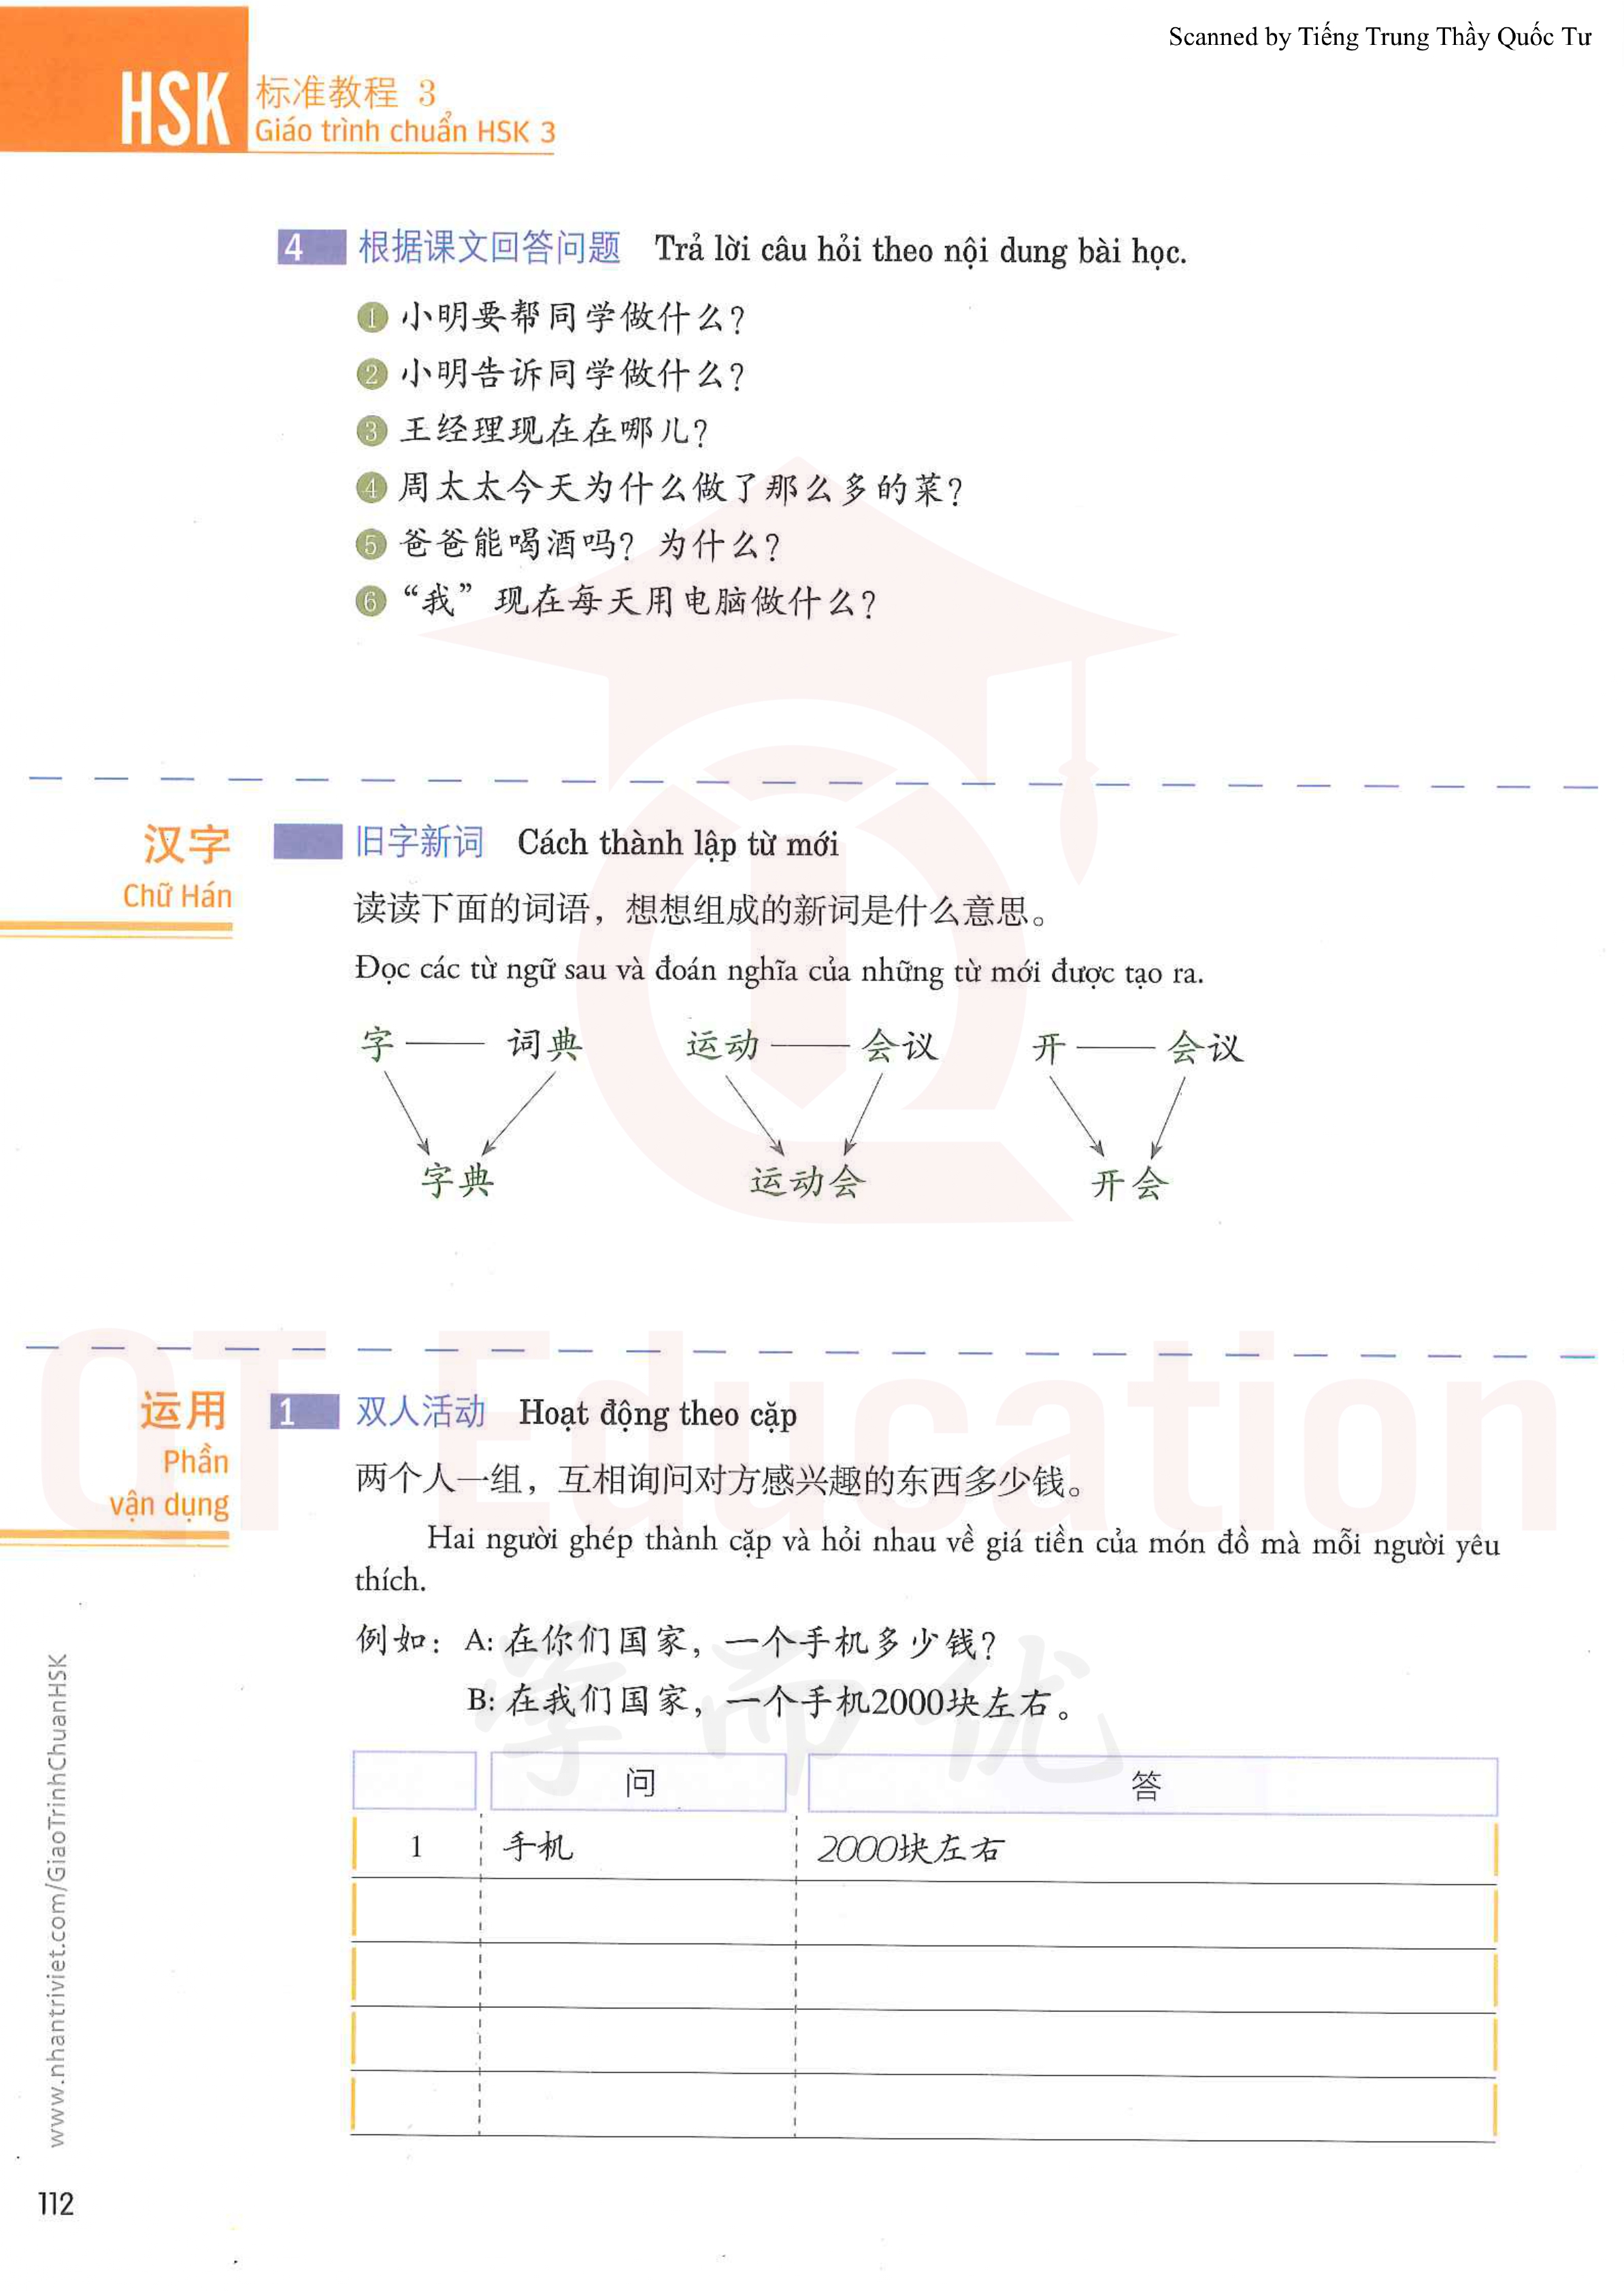 Scanned by Tiếng Trung Thầy Quốc Tư
HSK 标准教程 3
Giáo trình chuẩn HSK 3
4 根据课文回答问题 Trả lời câu hỏi theo nội dung bài học.
1 小明要帮同学做什么?
2 小明告诉同学做什么?
3 王经理现在在哪儿?
4 周太太今天为什么做了那么多的菜?
5 爸爸能喝酒吗? 为什么?
6 “我”现在每天用电脑做什么?
汉字
Chữ Hán
旧字新词 Cách thành lập từ mới
读读下面的词语，想想组成的新词是什么意思。
Đọc các từ ngữ sau và đoán nghĩa của những từ mới được tạo ra.
字 词典 运动 会议 开 会议
字典 运动会 开会
QT Education
运用
Phần
vận dụng
1 双人活动 Hoạt động theo cặp
两个人一组，互相询问对方感兴趣的东西多少钱。
Hai người ghép thành cặp và hỏi nhau về giá tiền của món đồ mà mỗi người yêu
thích.
例如：A: 在你们国家，一个手机多少钱?
B: 在我们国家，一个手机2000块左右。
学而优
问 答
1 手机 2000块左右
www.nhantriviet.com/GiaoTrinhChuanHSK
112